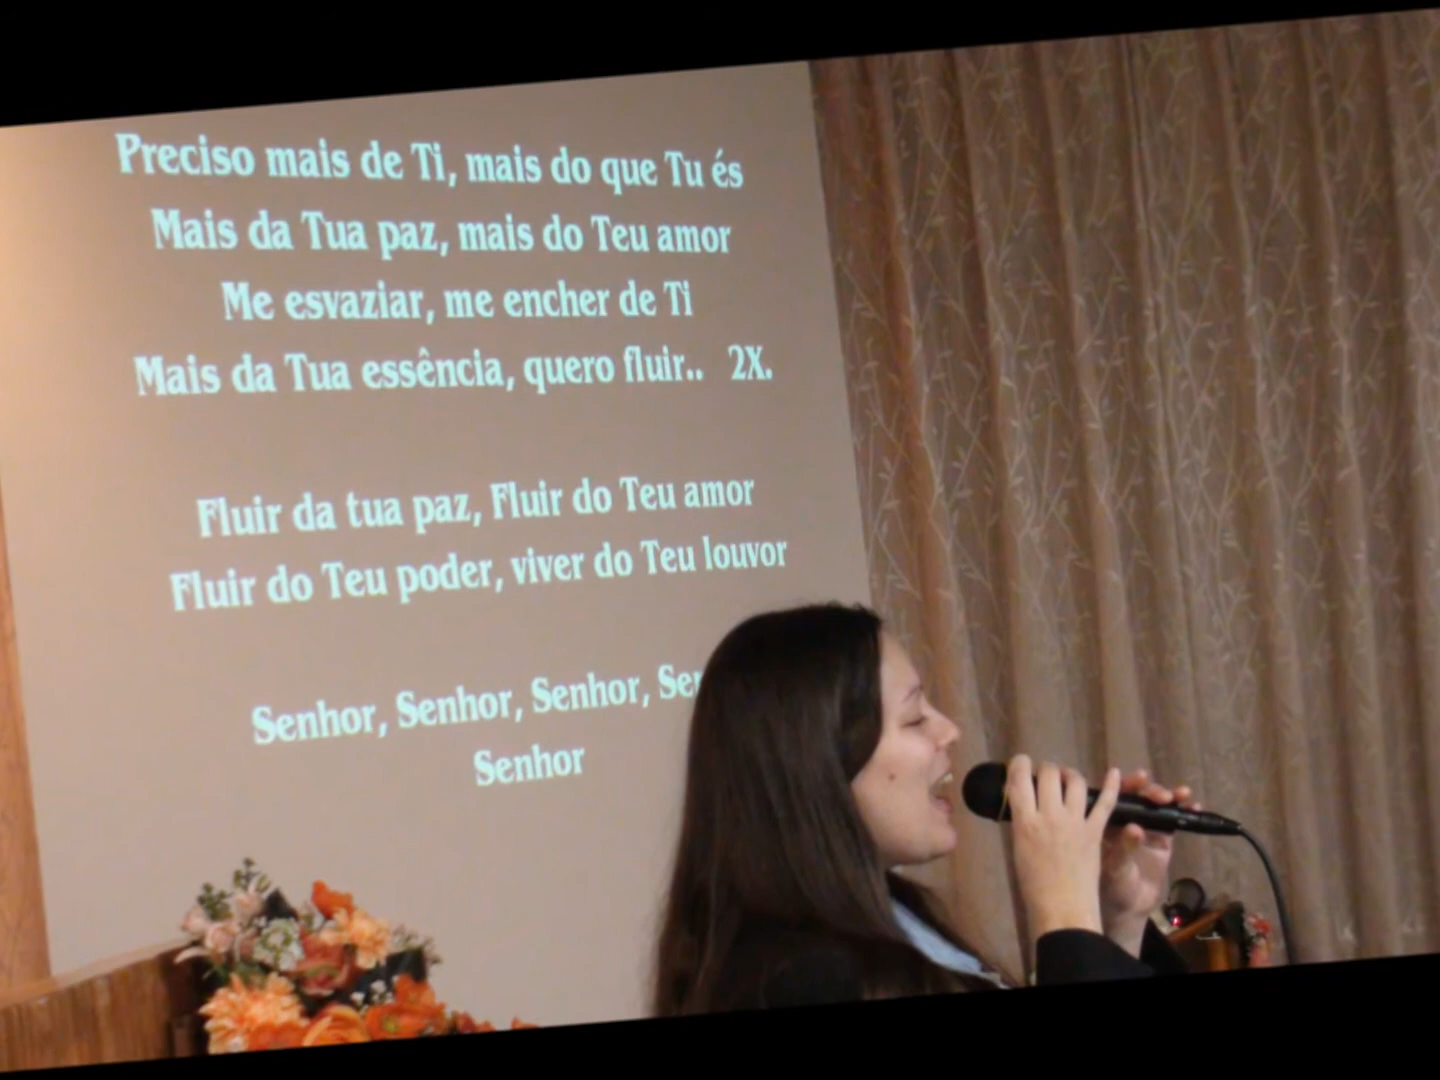 Preciso mais de Ti, mais do que Tu és
Mais da Tua paz, mais do Teu amor
Me esvaziar, me encher de Ti
Mais da Tua essência, quero fluir.. 2X.
Fluir da tua paz, Fluir do Teu amor
Fluir do Teu poder, viver do Teu louvor
Senhor, Senhor, Senhor,
Senhor